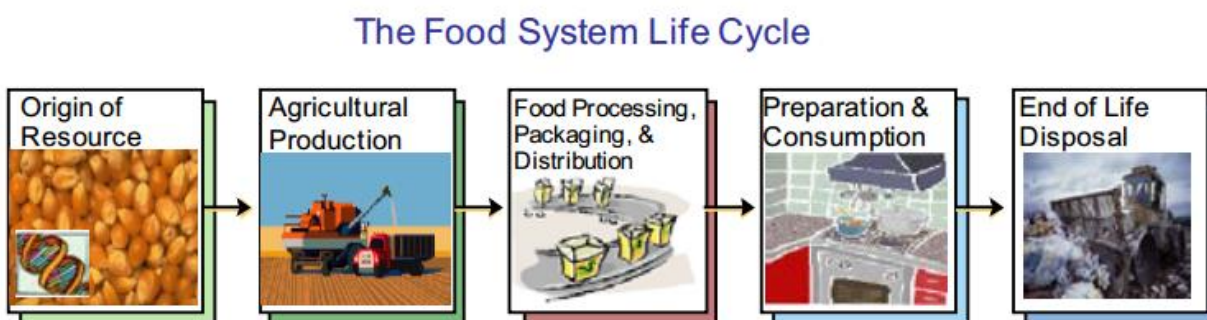 The Food System Life Cycle
Origin of
Resource
Agricultural
Production
Food Processing,
Packaging, &
Distribution
Preparation &
Consumption
End of Life
Disposal